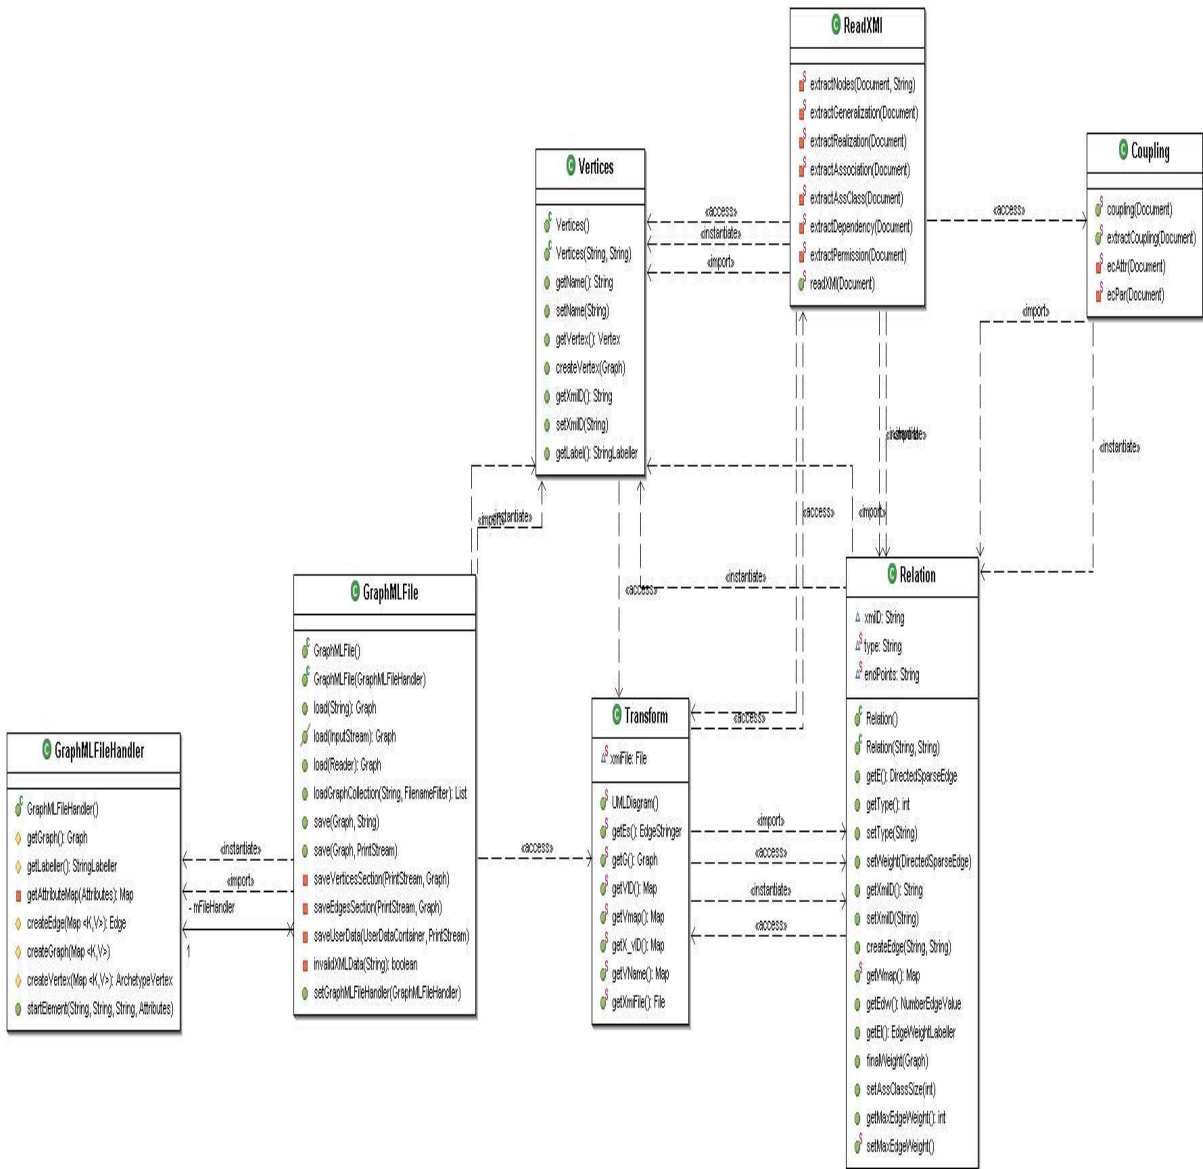 ReadXMI
extractNodes(Document, String)
extractGeneralization(Document)
extractRealization(Document)
extractAssociation(Document)
extractAssClass(Document)
extractDependency(Document)
extractPermission(Document)
readXMI(Document)
Coupling
coupling(Document)
extractCoupling(Document)
ecAttr(Document)
ecPar(Document)
Vertices
Vertices()
Vertices(String, String)
getName(): String
setName(String)
getVertex(): Vertex
createVertex(Graph)
getXmiID(): String
setXmiID(String)
getLabel(): StringLabeller
«access»
«instantiate»
«import»
«access»
«import»
«instantiate»
«instantiate»
«import»
«access»
«import»
«import»
«instantiate»
«instantiate»
«access»
GraphMLFile
GraphMLFile()
GraphMLFile(GraphMLFileHandler)
load(String): Graph
load(InputStream): Graph
load(Reader): Graph
loadGraphCollection(String, FilenameFilter): List
save(Graph, String)
save(Graph, PrintStream)
saveVerticesSection(PrintStream, Graph)
saveEdgesSection(PrintStream, Graph)
saveUserData(UserDataContainer, PrintStream)
invalidXMLData(String): boolean
setGraphMLFileHandler(GraphMLFileHandler)
GraphMLFileHandler
GraphMLFileHandler()
getGraph(): Graph
getLabeller(): StringLabeller
getAttributeMap(Attributes): Map
createEdge(Map <K,V>): Edge
createGraph(Map <K,V>)
createVertex(Map <K,V>): ArchetypeVertex
startElement(String, String, String, Attributes)
«instantiate»
«import»
- mFileHandler
1
«access»
Transform
xmiFile: File
UMLDiagram()
getEs(): EdgeStringer
getG(): Graph
getVID(): Map
getVmap(): Map
getX_vID(): Map
getVName(): Map
getXmiFile(): File
«access»
«import»
«access»
«instantiate»
«access»
Relation
xmiID: String
type: String
endPoints: String
Relation()
Relation(String, String)
getE(): DirectedSparseEdge
getType(): int
setType(String)
setWeight(DirectedSparseEdge)
getXmiID(): String
setXmiID(String)
createEdge(String, String)
getWmap(): Map
getEdw(): NumberEdgeValue
getEl(): EdgeWeightLabeller
finalWeight(Graph)
setAssClassSize(int)
getMaxEdgeWeight(): int
setMaxEdgeWeight()